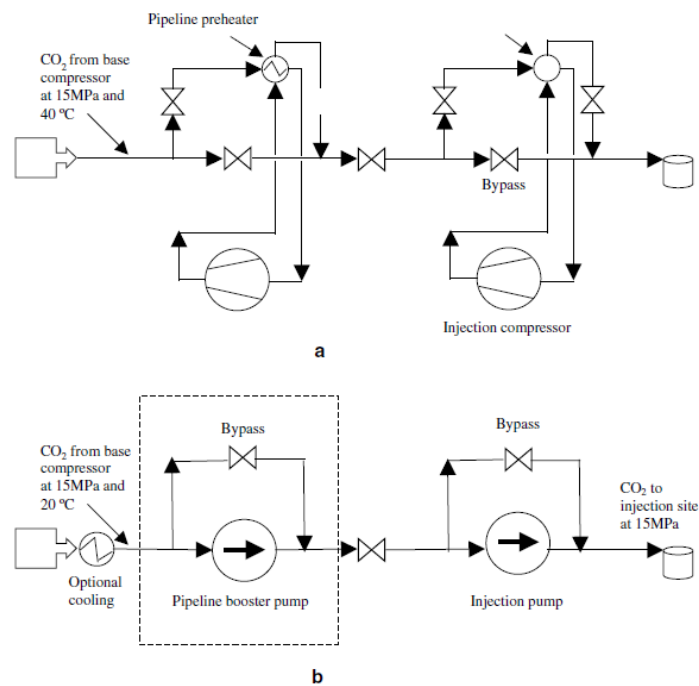 Pipeline preheater
CO₂ from base
compressor
at 15MPa and
40 ºC
Bypass
Injection compressor
a
Bypass
Bypass
CO₂ from base
compressor
at 15MPa and
20 ºC
CO₂ to
injection site
at 15MPa
Optional
cooling
Pipeline booster pump
Injection pump
b